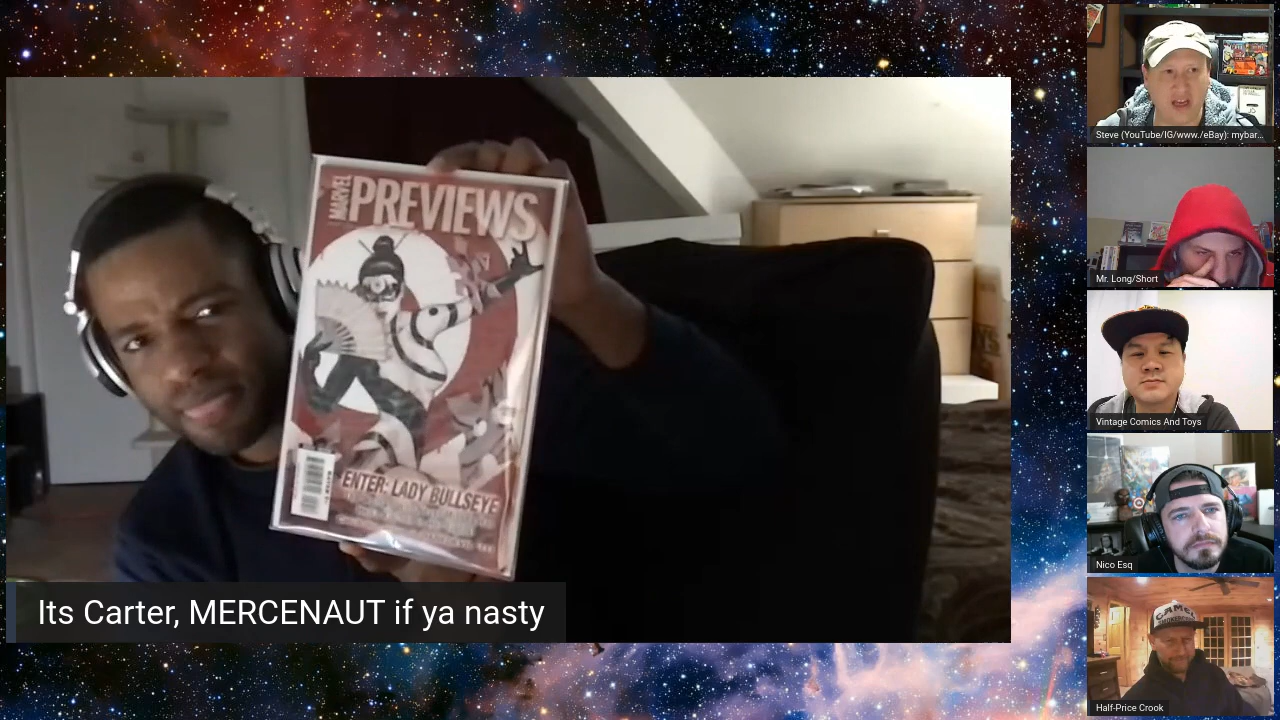 MARVEL PREVIEWS
ENTER: LADY BULLSEYE
Its Carter, MERCENAUT if ya nasty
Steve (YouTube/IG/www./eBay): mybar...
Mr. Long/Short
Vintage Comics And Toys
Nico Esq
CAMEL
Half-Price Crook